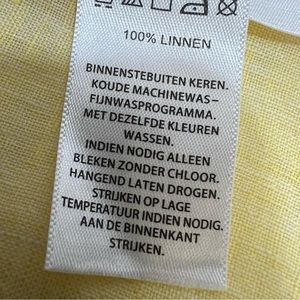 100% LINNEN
BINNENSTEBUITEN KEREN.
KOUDE MACHINEWAS–
FIJNWASPROGRAMMA.
MET DEZELFDE KLEUREN
WASSEN.
INDIEN NODIG ALLEEN
BLEKEN ZONDER CHLOOR.
HANGEND LATEN DROGEN.
STRIJKEN OP LAGE
TEMPERATUUR INDIEN NODIG.
AAN DE BINNENKANT
STRIJKEN.